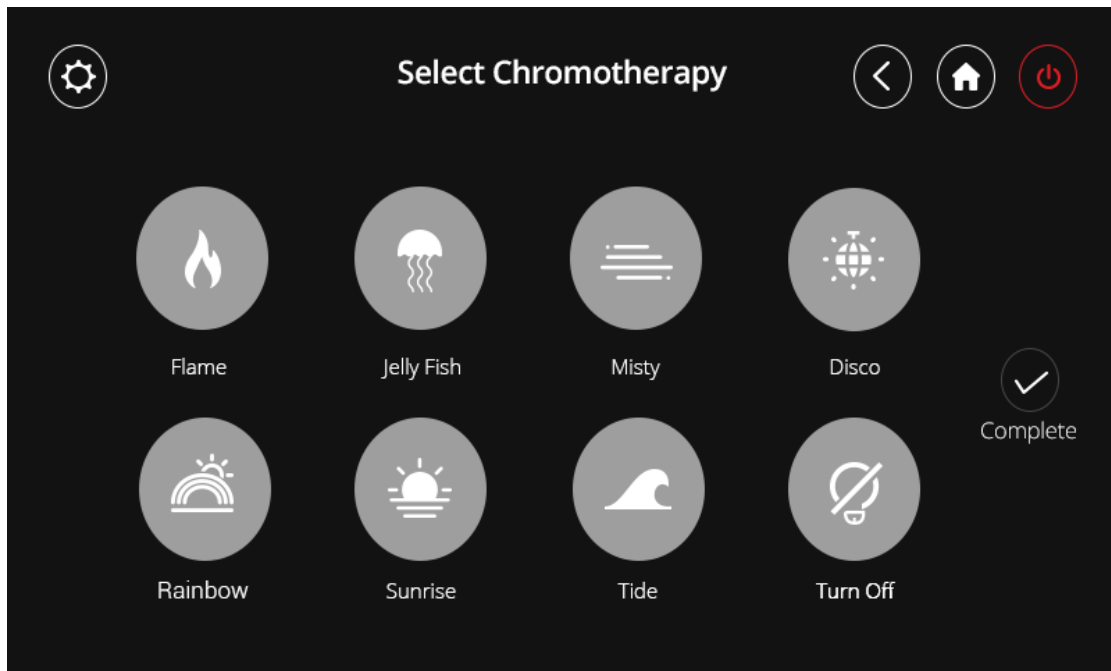 Select Chromotherapy
Flame
Jelly Fish
Misty
Disco
Complete
Rainbow
Sunrise
Tide
Turn Off